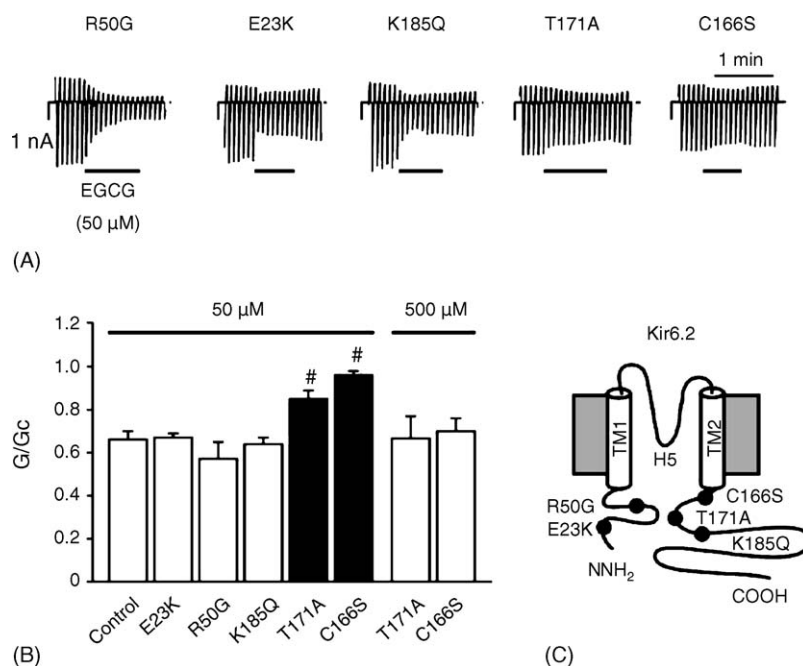 R50G E23K K185Q T171A C166S
1 min
1 nA
EGCG
(50 µM)
(A)
50 µM 500 µM
1.2
1.0
0.8
0.6
0.4
0.2
0
G/Gc
# #
Control E23K R50G K185Q T171A C166S T171A C166S
(B)
Kir6.2
TM1 TM2
H5
C166S
R50G T171A
E23K K185Q
NNH₂
COOH
(C)